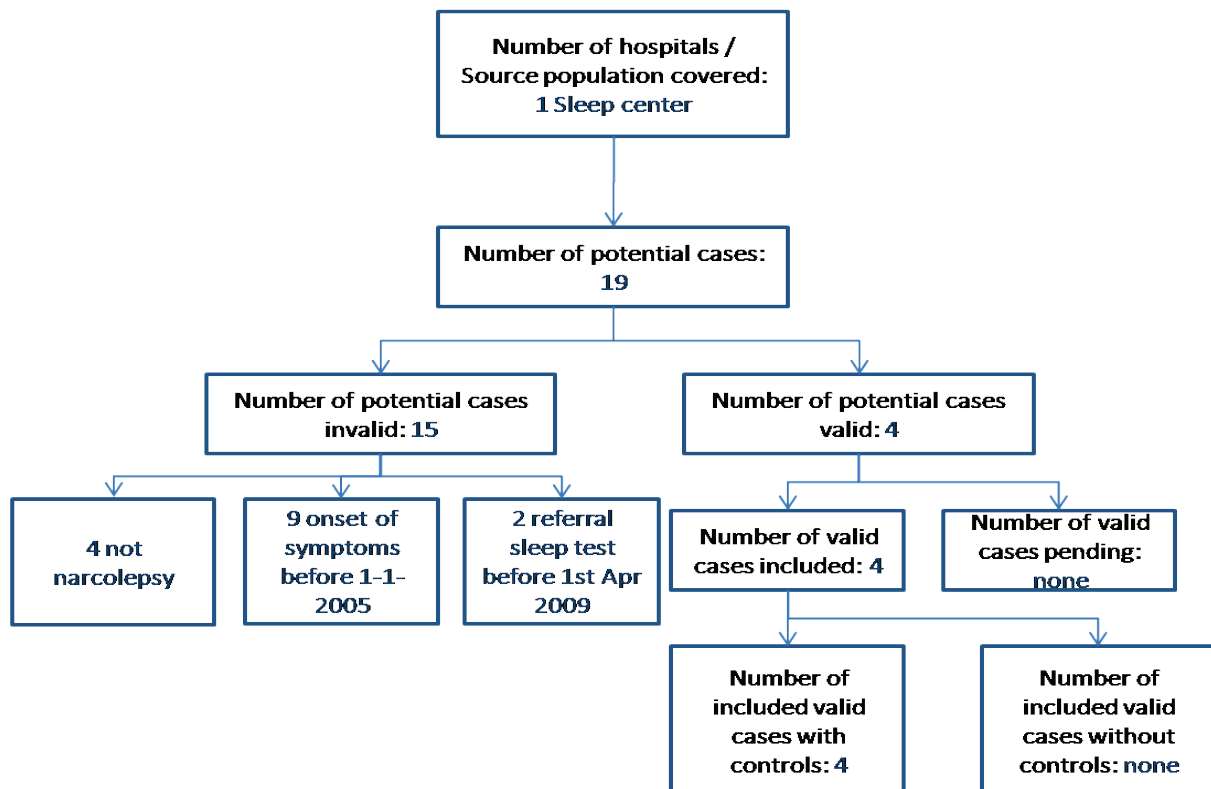 Number of hospitals /
Source population covered:
1 Sleep center
Number of potential cases:
19
Number of potential cases
invalid: 15
Number of potential cases
valid: 4
4 not
narcolepsy
9 onset of
symptoms
before 1-1-
2005
2 referral
sleep test
before 1st Apr
2009
Number of valid
cases included: 4
Number of valid
cases pending:
none
Number of
included valid
cases with
controls: 4
Number of
included valid
cases without
controls: none